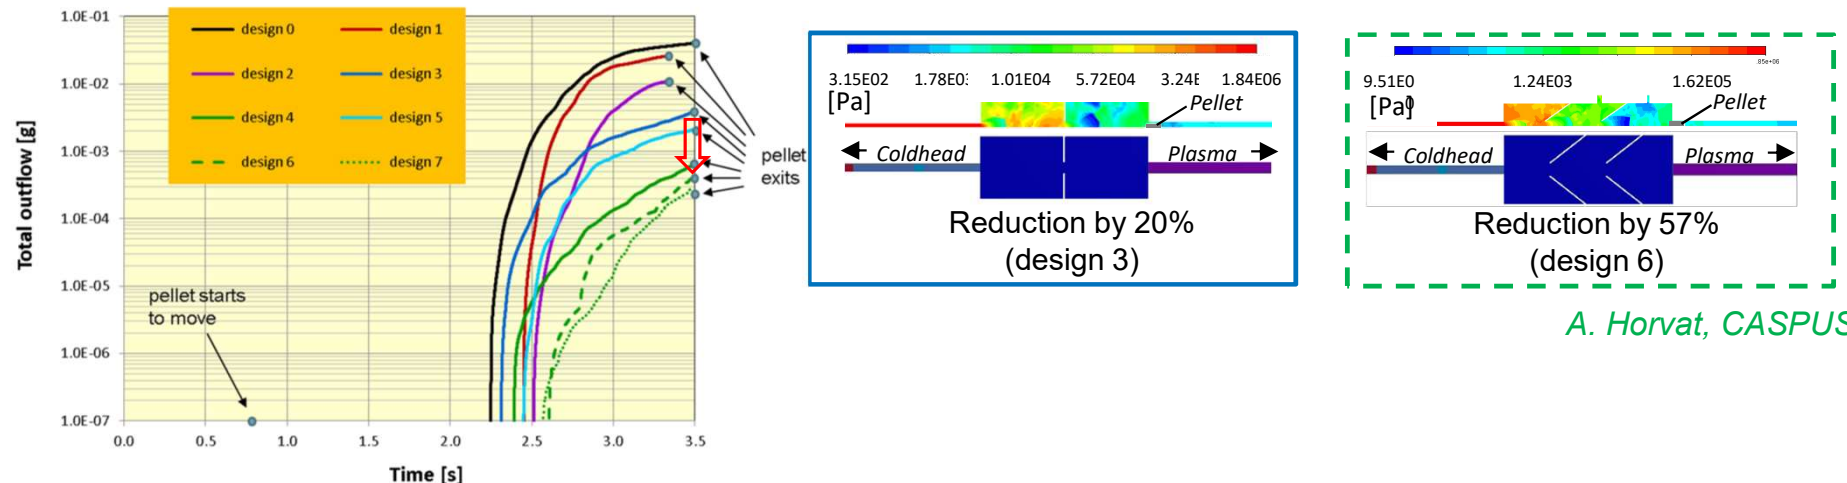 1.0E-01
1.0E-02
1.0E-03
1.0E-04
1.0E-05
1.0E-06
1.0E-07
Total outflow [g]
design 0 design 1
design 2 design 3
design 4 design 5
design 6 design 7
pellet starts
to move
pellet
exits
0.0 0.5 1.0 1.5 2.0 2.5 3.0 3.5
Time [s]
3.15E02 1.78E0 1.01E04 5.72E04 3.24E 1.84E06
[Pa]
Pellet
Coldhead Plasma
Reduction by 20%
(design 3)
9.51E0 1.24E03 1.62E05
0
[Pa]
Pellet
Coldhead Plasma
Reduction by 57%
(design 6)
A. Horvat, CASPUS